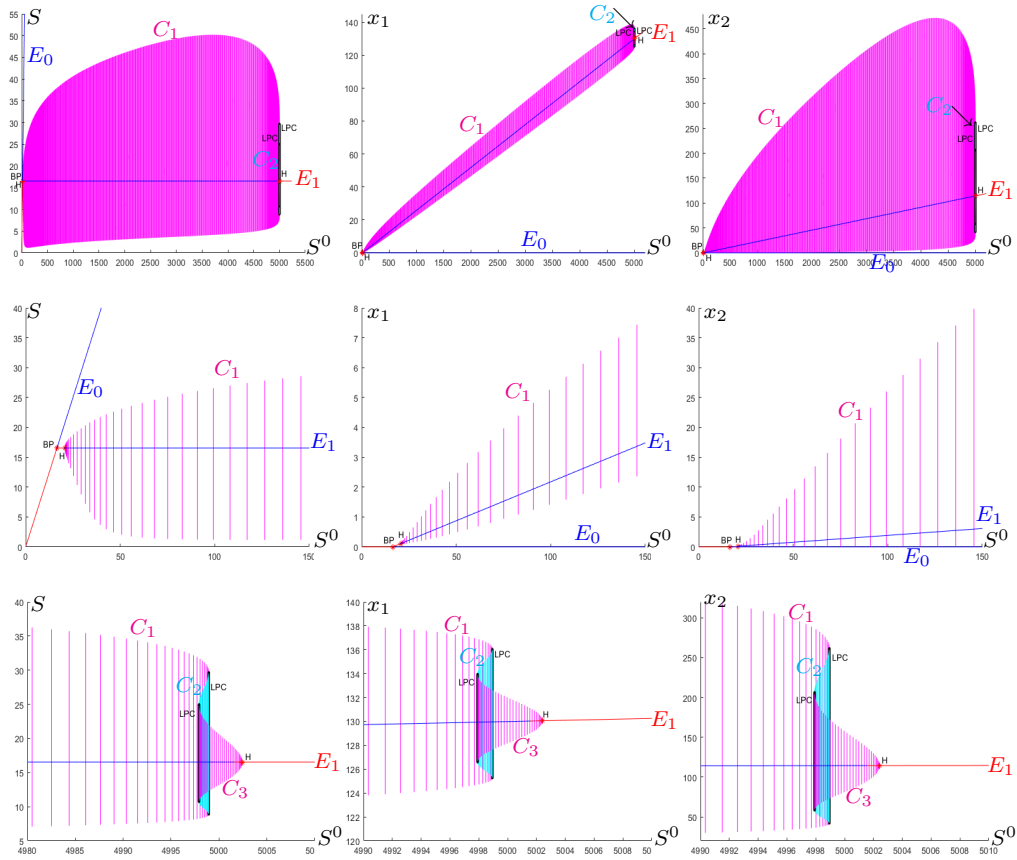 S
55
50
45
40
35
30
25
20
15
10
5
0
C₁
E₀
LPC
LPC
C₂
BP
H
H
E₁
S⁰
0 500 1000 1500 2000 2500 3000 3500 4000 4500 5000 5500
x₁
140
120
100
80
60
40
20
0
C₂
LPC LPC
H
E₁
C₁
BP
H
E₀
S⁰
0 500 1000 1500 2000 2500 3000 3500 4000 4500 5000
x₂
450
400
350
300
250
200
150
100
50
0
C₁
C₂
LPC
LPC
H
E₁
BP
H
E₀
S⁰
0 500 1000 1500 2000 2500 3000 3500 4000 4500 5000
S
40
35
30
25
20
15
10
5
0
C₁
E₀
BP
H
E₁
S⁰
0 50 100 150
x₁
8
7
6
5
4
3
2
1
0
C₁
E₁
H
BP
E₀
S⁰
0 50 100 150
x₂
40
35
30
25
20
15
10
5
0
C₁
E₁
H
BP
E₀
S⁰
0 50 100 150
S
40
35
30
25
20
15
10
5
C₁
C₂
LPC
LPC
H
E₁
C₃
S⁰
4980 4985 4990 4995 5000 5005 50
x₁
140
138
136
134
132
130
128
126
124
122
120
C₁
C₂
LPC
LPC
H
E₁
C₃
S⁰
4990 4992 4994 4996 4998 5000 5002 5004 5006 5008 50
x₂
300
250
200
150
100
50
C₁
C₂
LPC
LPC
H
E₁
C₃
S⁰
4990 4992 4994 4996 4998 5000 5002 5004 5006 5008 5010